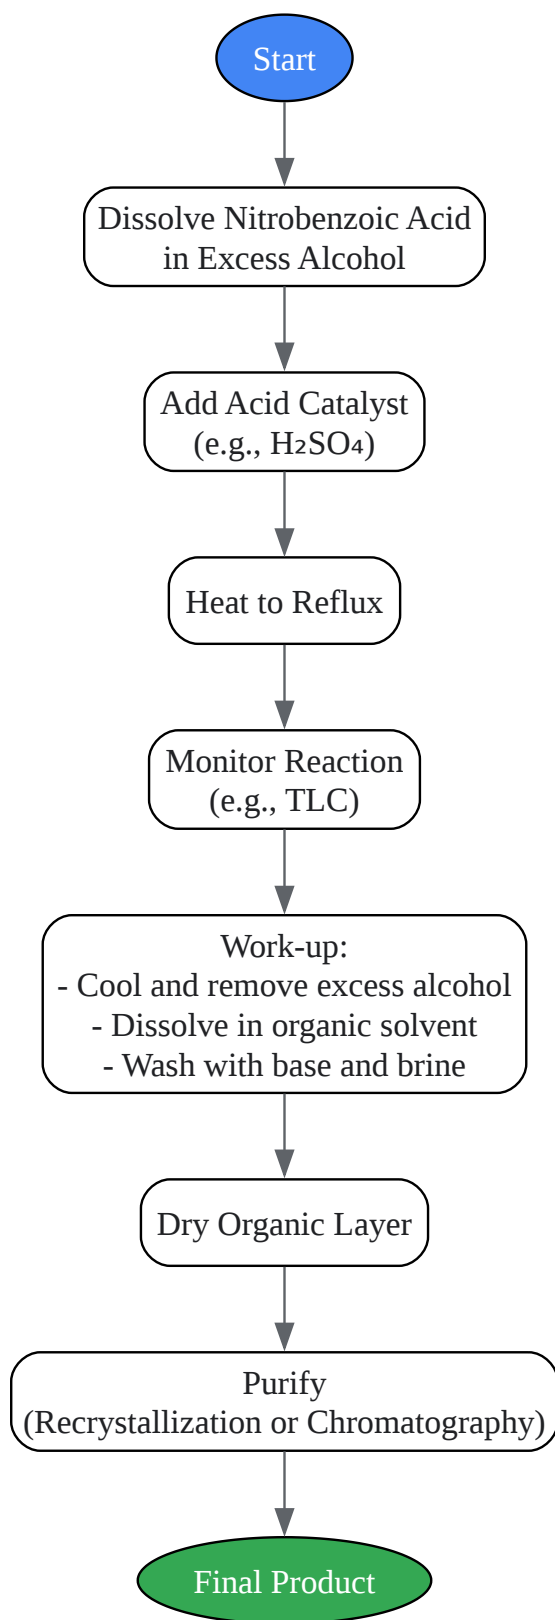 Start
Dissolve Nitrobenzoic Acid
in Excess Alcohol
Add Acid Catalyst
(e.g., H₂SO₄)
Heat to Reflux
Monitor Reaction
(e.g., TLC)
Work-up:
- Cool and remove excess alcohol
- Dissolve in organic solvent
- Wash with base and brine
Dry Organic Layer
Purify
(Recrystallization or Chromatography)
Final Product